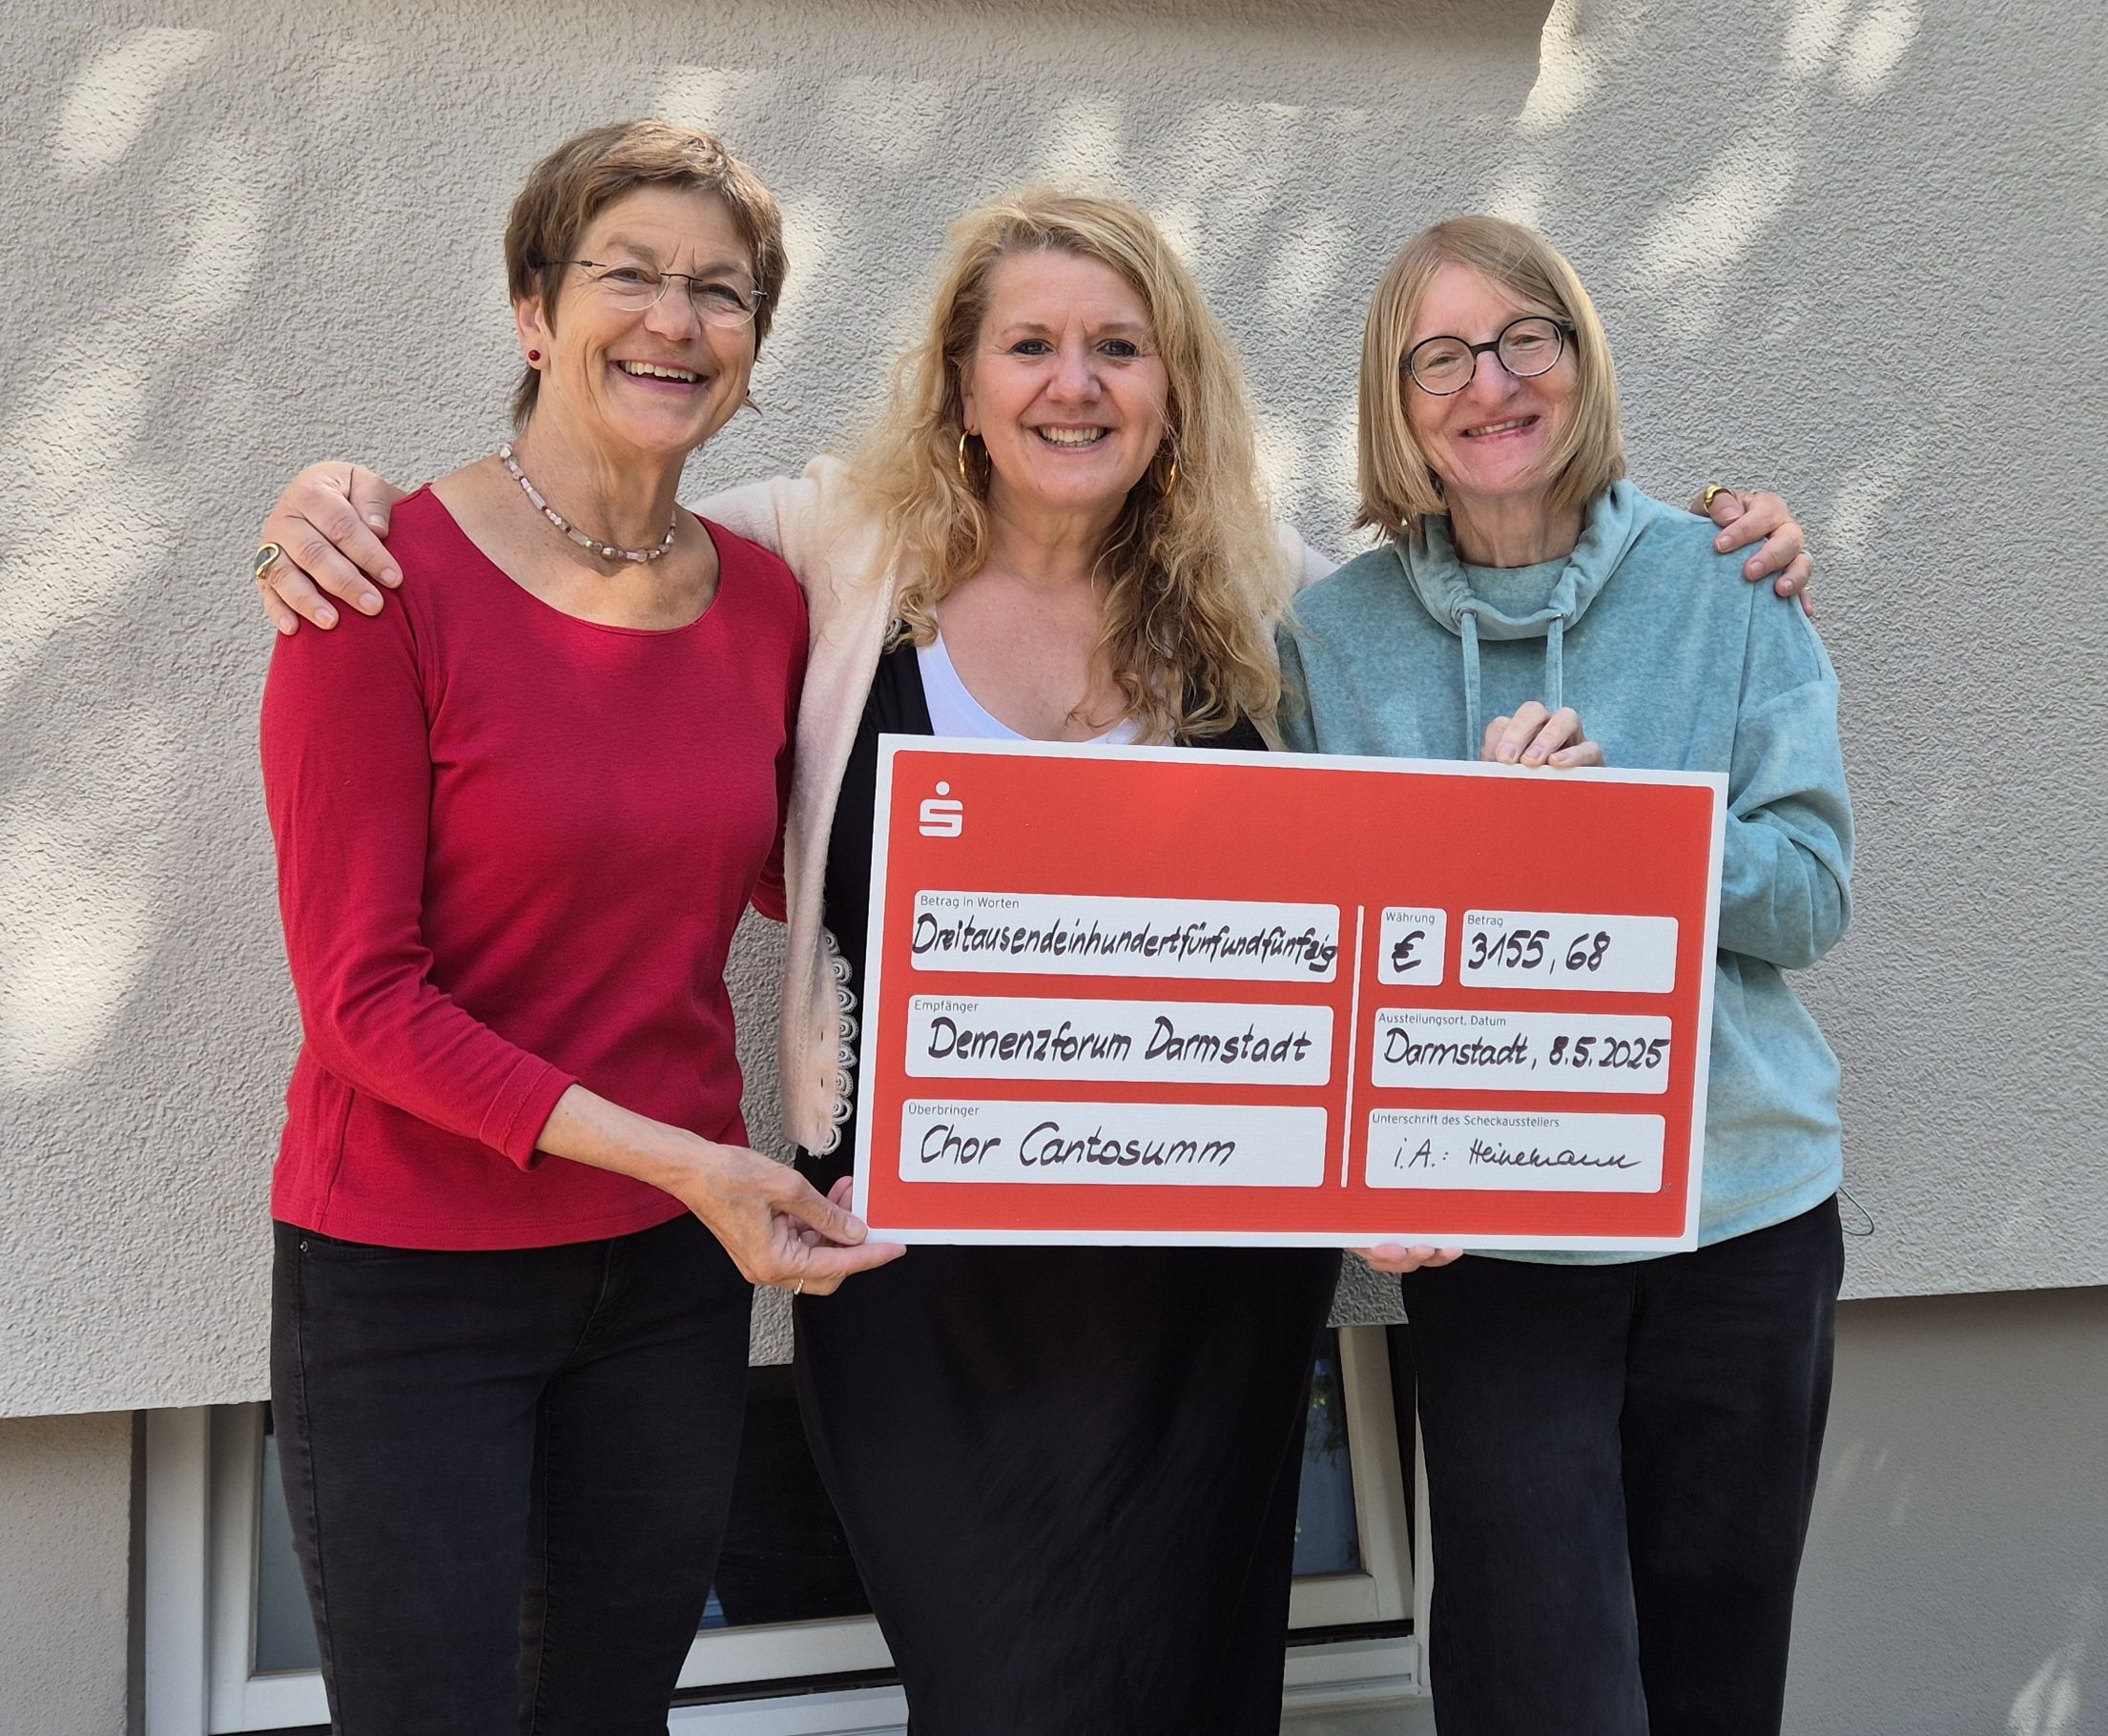 Betrag in Worten
Dreitausendeinhundertfünfundfünfzig
Währung
€
Betrag
3155,68
Empfänger
Demenzforum Darmstadt
Ausstellungsort, Datum
Darmstadt, 8.5.2025
Überbringer
Chor Cantosumm
Unterschrift des Scheckausstellers
i.A.: Heinemann